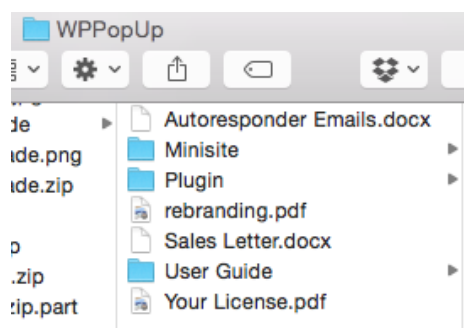 WPPopUp
de
ade.png
ade.zip
p
.zip
zip.part
Autoresponder Emails.docx
Minisite
Plugin
rebranding.pdf
Sales Letter.docx
User Guide
Your License.pdf